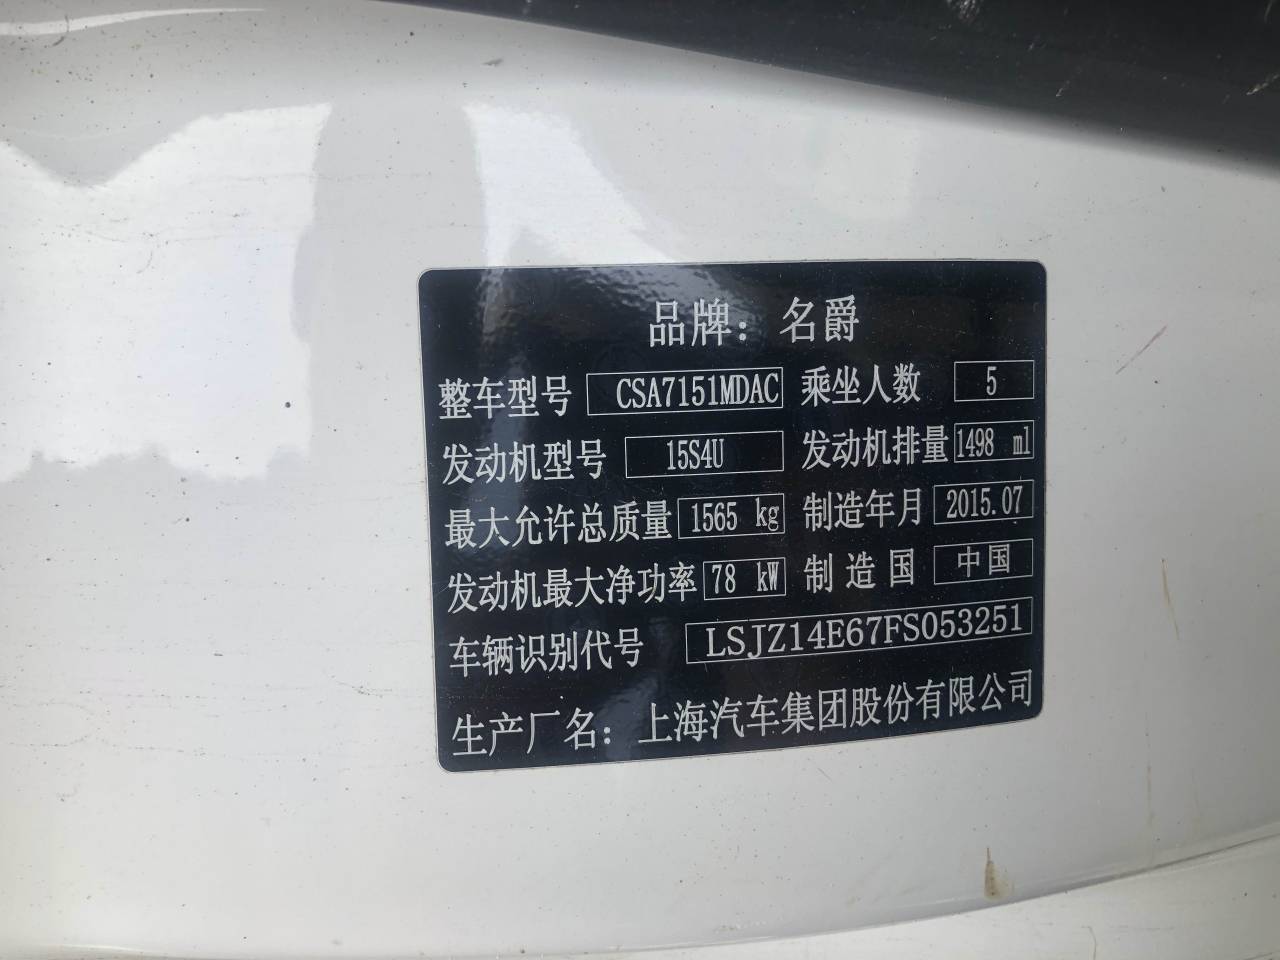 品牌：名爵
整车型号 CSA7151MDAC 乘坐人数 5
发动机型号 15S4U 发动机排量 1498 ml
最大允许总质量 1565 kg 制造年月 2015.07
发动机最大净功率 78 kW 制造国 中国
车辆识别代号 LSJZ14E67FS053251
生产厂名：上海汽车集团股份有限公司